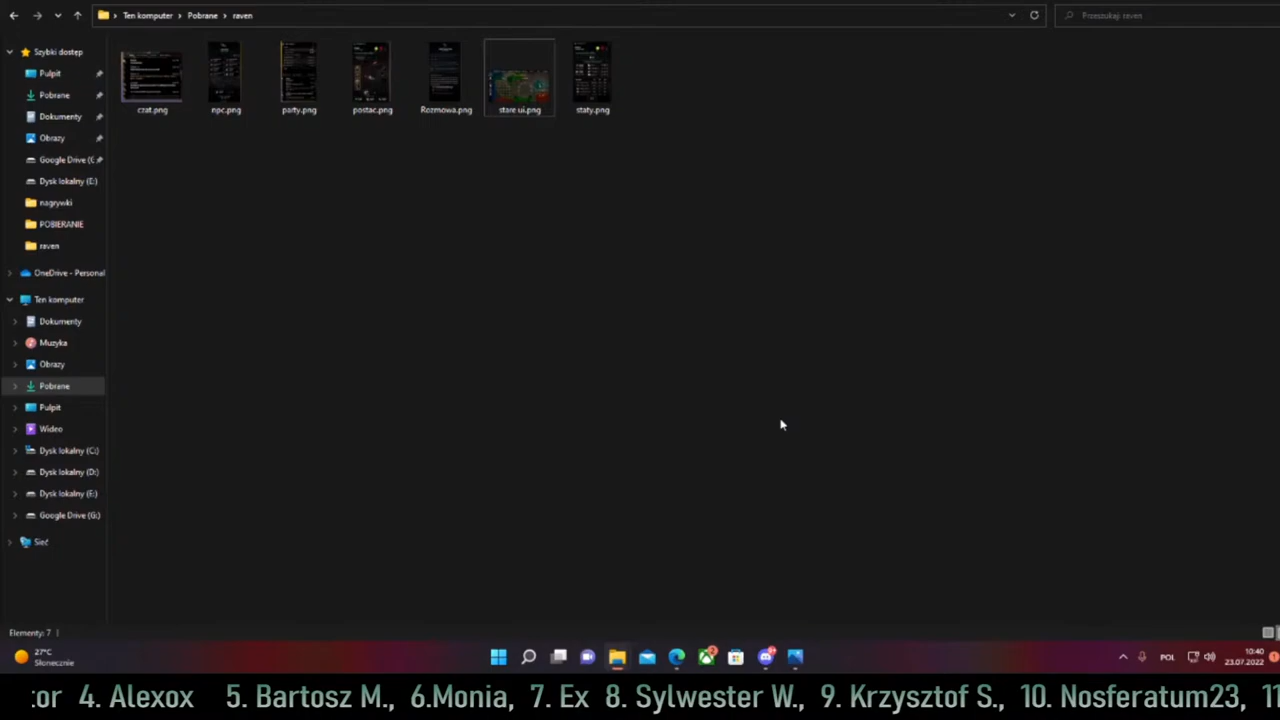 Ten komputer > Pobrane > raven
Przeszukaj: raven
Szybki dostęp
Pulpit
Pobrane
Dokumenty
Obrazy
Google Drive (G
Dysk lokalny (E:)
nagrywki
POBIERANIE
raven
OneDrive - Personal
Ten komputer
Dokumenty
Muzyka
Obrazy
Pobrane
Pulpit
Wideo
Dysk lokalny (C:)
Dysk lokalny (D:)
Dysk lokalny (E:)
Google Drive (G:)
Sieć
czat.png npc.png party.png postac.png Rozmowa.png stare ui.png staty.png
Elementy: 7
27°C
Słonecznie
POL
10:40
23.07.2022
tor 4. Alexox 5. Bartosz M., 6.Monia, 7. Ex 8. Sylwester W., 9. Krzysztof S., 10. Nosferatum23, 11